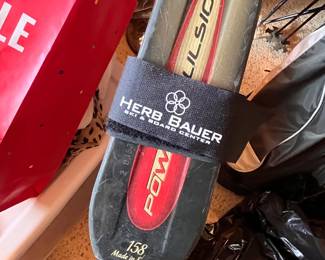 LE
ULSIO
HERB BAUER
SKI & BOARD CENTER
POW
158
Made in